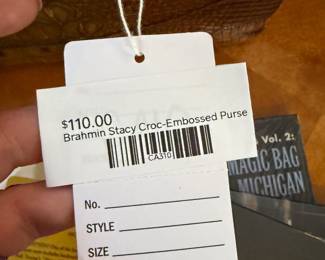 $110.00
Brahmin Stacy Croc-Embossed Purse
CA310
Vol. 2:
MAGIC BAG
MICHIGAN
No.
STYLE
SIZE